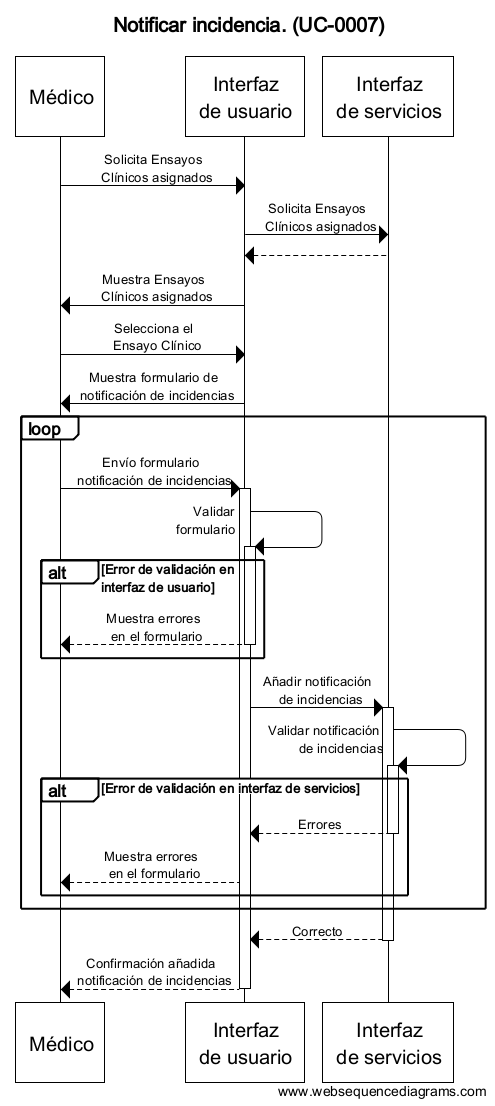 Notificar incidencia. (UC-0007)
Médico
Interfaz
de usuario
Interfaz
de servicios
Solicita Ensayos
Clínicos asignados
Solicita Ensayos
Clínicos asignados
Muestra Ensayos
Clínicos asignados
Selecciona el
Ensayo Clínico
Muestra formulario de
notificación de incidencias
loop
Envío formulario
notificación de incidencias
Validar
formulario
alt
[Error de validación en
interfaz de usuario]
Muestra errores
en el formulario
Añadir notificación
de incidencias
Validar notificación
de incidencias
alt
[Error de validación en interfaz de servicios]
Errores
Muestra errores
en el formulario
Correcto
Confirmación añadida
notificación de incidencias
Médico
Interfaz
de usuario
Interfaz
de servicios
www.websequencediagrams.com